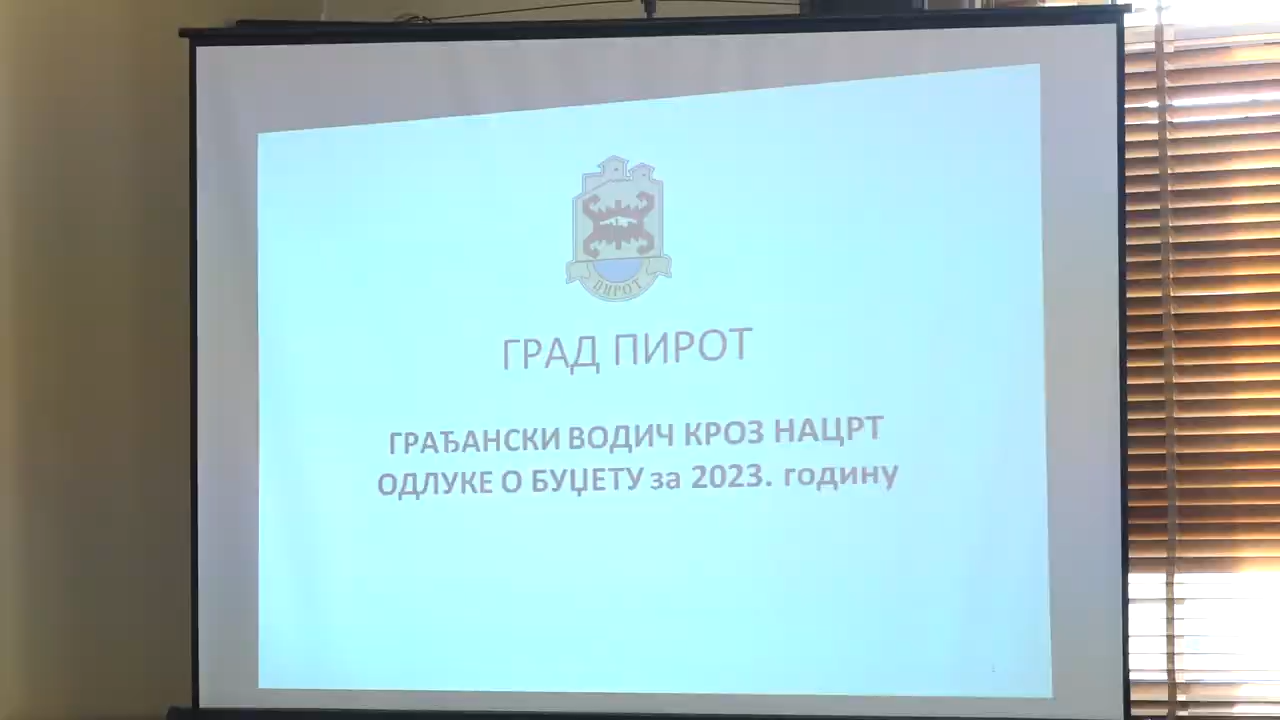 ПИРОТ
ГРАД ПИРОТ
ГРАЂАНСКИ ВОДИЧ КРОЗ НАЦРТ
ОДЛУКЕ О БУЏЕТУ за 2023. годину